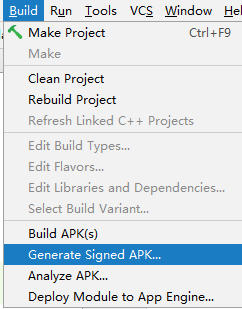 Build Run Tools VCS Window Help
Make Project Ctrl+F9
Make
Clean Project
Rebuild Project
Refresh Linked C++ Projects
Edit Build Types...
Edit Flavors...
Edit Libraries and Dependencies...
Select Build Variant...
Build APK(s)
Generate Signed APK...
Analyze APK...
Deploy Module to App Engine...